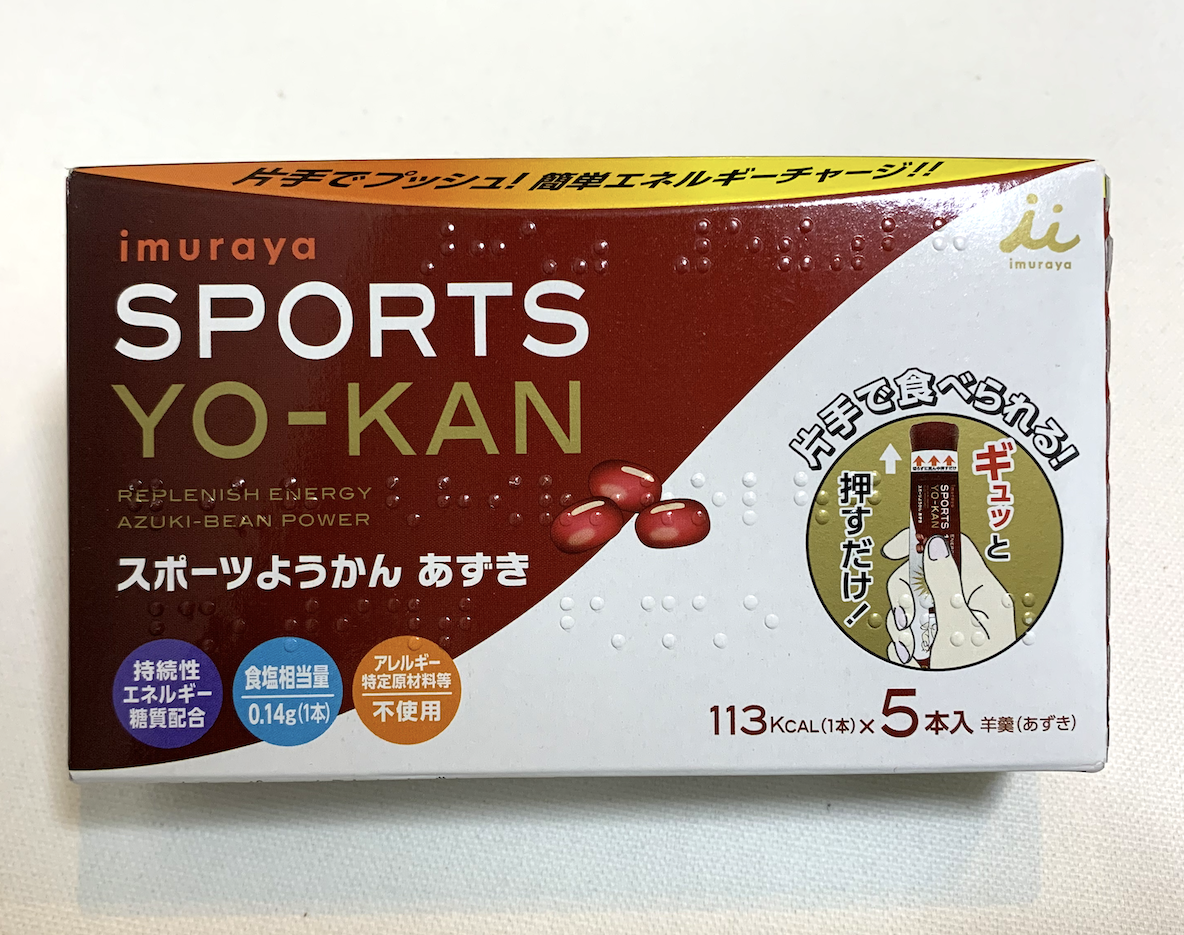 片手でプッシュ! 簡単エネルギーチャージ!!
imuraya
SPORTS
YO-KAN
REPLENISH ENERGY
AZUKI-BEAN POWER
スポーツようかん あずき
持続性
エネルギー
糖質配合
食塩相当量
0.14g(1本)
アレルギー
特定原材料等
不使用
imuraya
片手で食べられる!
ギュッと
押すだけ!
SPORTS
YO-KAN
113KCAL(1本)×5本入 羊羹(あずき)